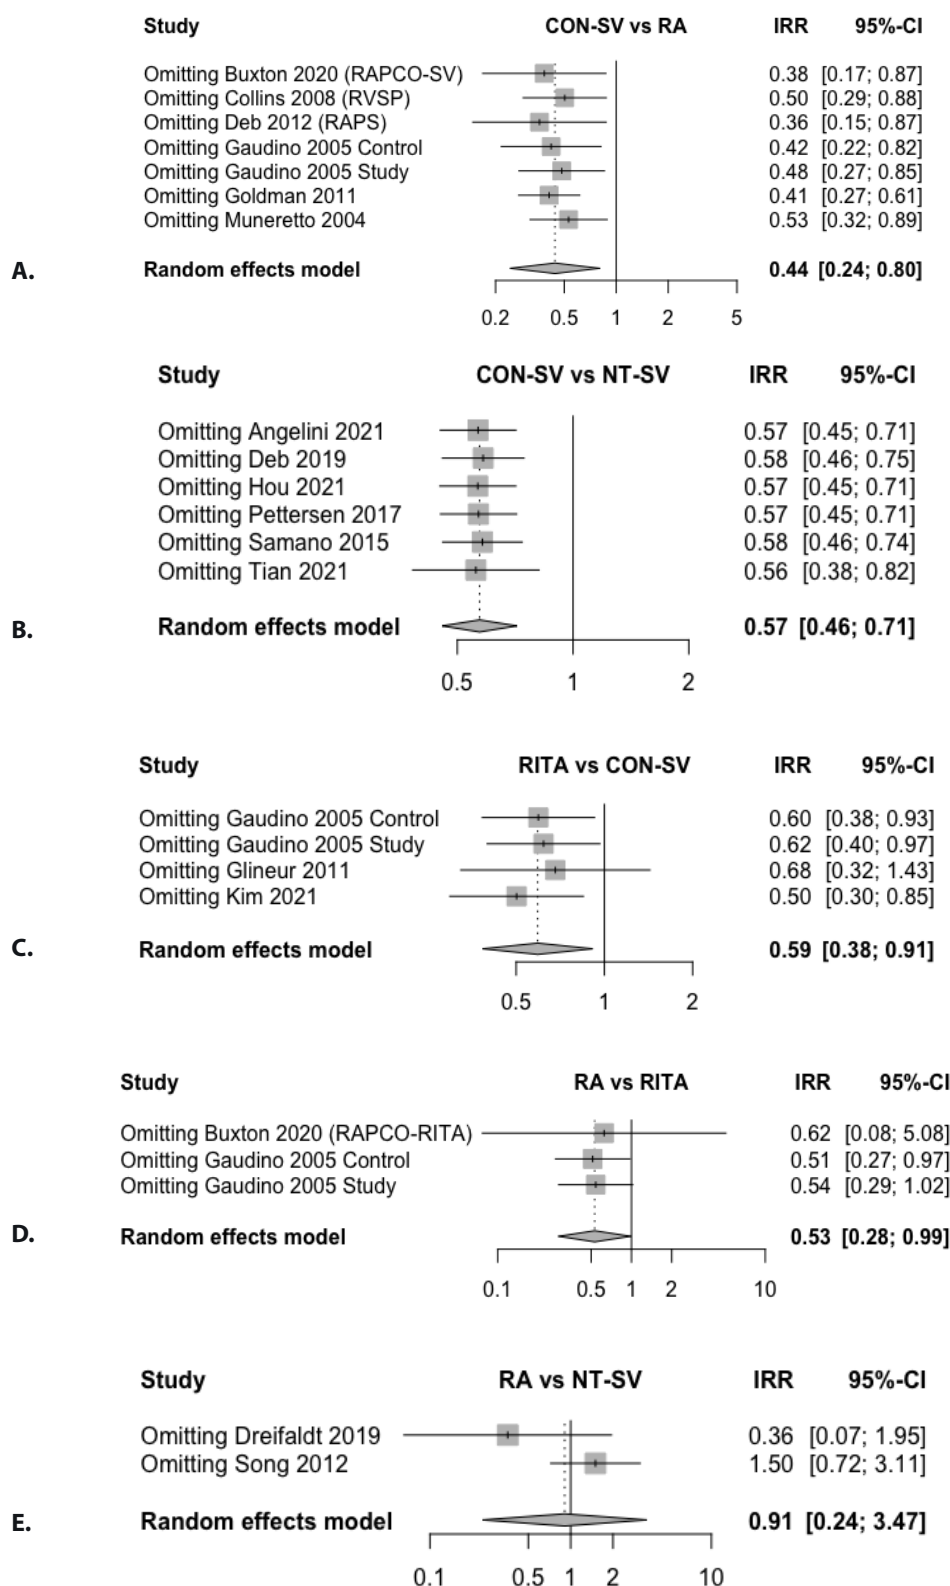 Study CON-SV vs RA IRR 95%-CI
Omitting Buxton 2020 (RAPCO-SV) 0.38 [0.17; 0.87]
Omitting Collins 2008 (RVSP) 0.50 [0.29; 0.88]
Omitting Deb 2012 (RAPS) 0.36 [0.15; 0.87]
Omitting Gaudino 2005 Control 0.42 [0.22; 0.82]
Omitting Gaudino 2005 Study 0.48 [0.27; 0.85]
Omitting Goldman 2011 0.41 [0.27; 0.61]
Omitting Muneretto 2004 0.53 [0.32; 0.89]
A. Random effects model 0.44 [0.24; 0.80]
0.2 0.5 1 2 5
Study CON-SV vs NT-SV IRR 95%-CI
Omitting Angelini 2021 0.57 [0.45; 0.71]
Omitting Deb 2019 0.58 [0.46; 0.75]
Omitting Hou 2021 0.57 [0.45; 0.71]
Omitting Pettersen 2017 0.57 [0.45; 0.71]
Omitting Samano 2015 0.58 [0.46; 0.74]
Omitting Tian 2021 0.56 [0.38; 0.82]
B. Random effects model 0.57 [0.46; 0.71]
0.5 1 2
Study RITA vs CON-SV IRR 95%-CI
Omitting Gaudino 2005 Control 0.60 [0.38; 0.93]
Omitting Gaudino 2005 Study 0.62 [0.40; 0.97]
Omitting Glineur 2011 0.68 [0.32; 1.43]
Omitting Kim 2021 0.50 [0.30; 0.85]
C. Random effects model 0.59 [0.38; 0.91]
0.5 1 2
Study RA vs RITA IRR 95%-CI
Omitting Buxton 2020 (RAPCO-RITA) 0.62 [0.08; 5.08]
Omitting Gaudino 2005 Control 0.51 [0.27; 0.97]
Omitting Gaudino 2005 Study 0.54 [0.29; 1.02]
D. Random effects model 0.53 [0.28; 0.99]
0.1 0.5 1 2 10
Study RA vs NT-SV IRR 95%-CI
Omitting Dreifaldt 2019 0.36 [0.07; 1.95]
Omitting Song 2012 1.50 [0.72; 3.11]
E. Random effects model 0.91 [0.24; 3.47]
0.1 0.5 1 2 10